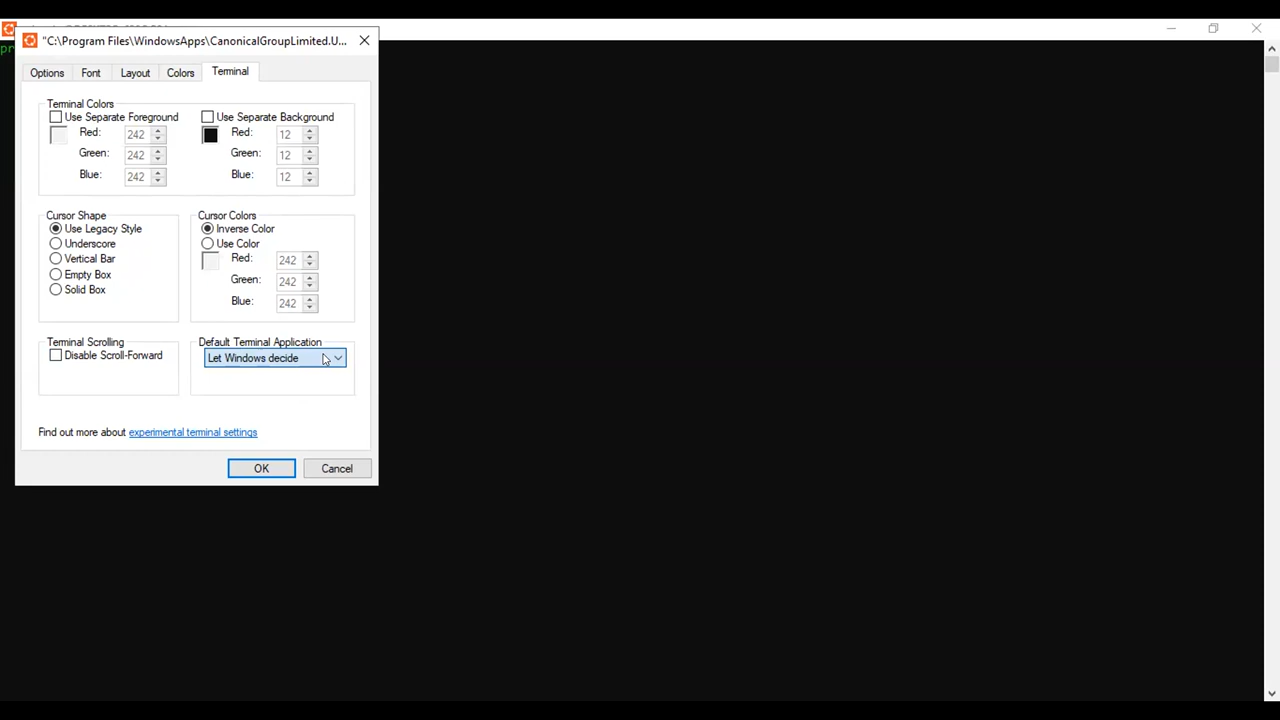 "C:\Program Files\WindowsApps\CanonicalGroupLimited.U...
Options Font Layout Colors Terminal
Terminal Colors
Use Separate Foreground
Red: 242
Green: 242
Blue: 242
Use Separate Background
Red: 12
Green: 12
Blue: 12
Cursor Shape
Use Legacy Style
Underscore
Vertical Bar
Empty Box
Solid Box
Cursor Colors
Inverse Color
Use Color
Red: 242
Green: 242
Blue: 242
Terminal Scrolling
Disable Scroll-Forward
Default Terminal Application
Let Windows decide
Find out more about experimental terminal settings
OK Cancel